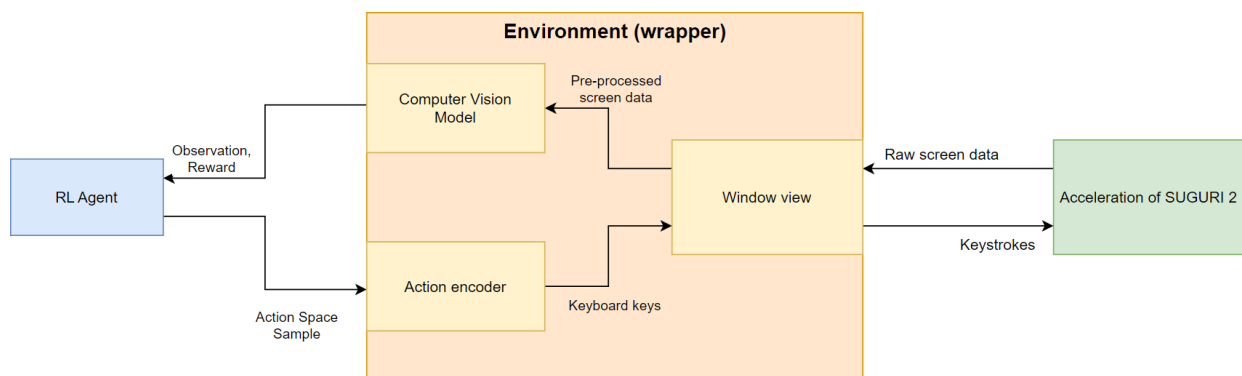 Environment (wrapper)
Pre-processed
screen data
Computer Vision
Model
Observation,
Reward
Raw screen data
RL Agent
Window view
Acceleration of SUGURI 2
Keystrokes
Action encoder
Keyboard keys
Action Space
Sample